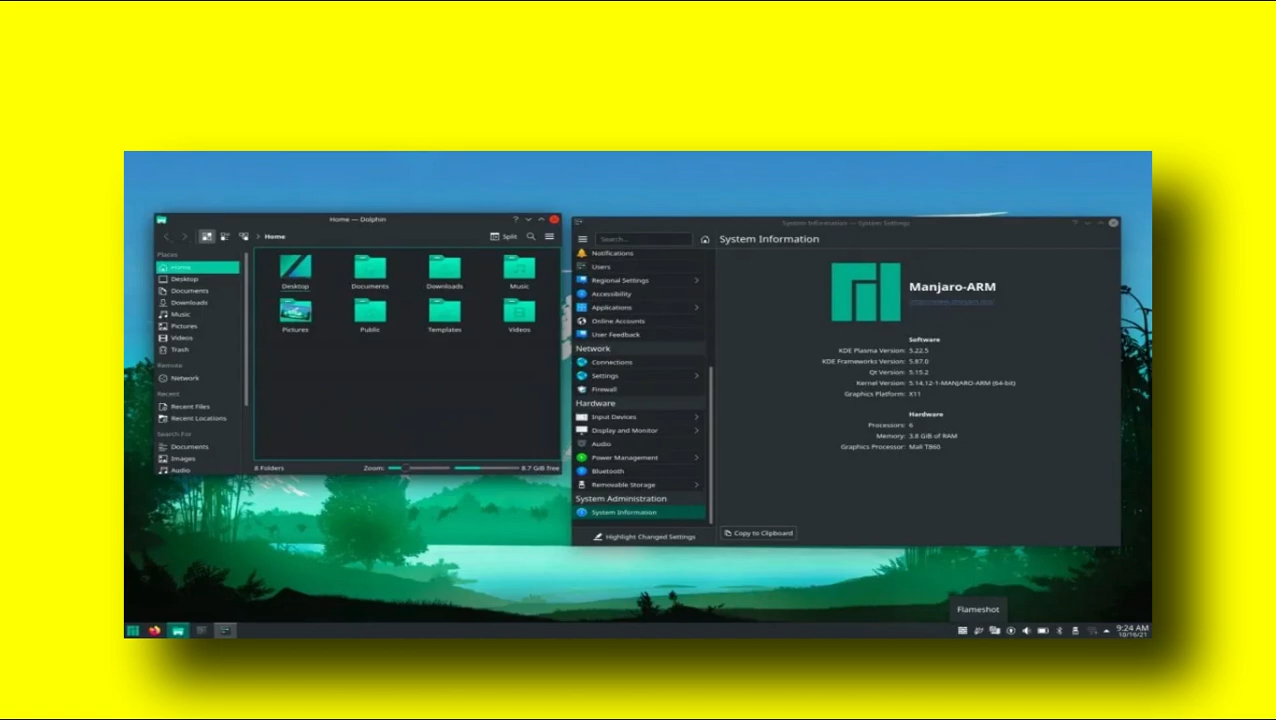 Home — Dolphin
Split
Home
Places
Home
Desktop
Documents
Downloads
Music
Pictures
Videos
Trash
Remote
Network
Recent
Recent Files
Recent Locations
Search For
Documents
Images
Audio
Desktop
Documents
Downloads
Music
Pictures
Public
Templates
Videos
8 Folders
Zoom:
8.7 GiB free
System Information — System Settings
Search...
System Information
Notifications
Users
Regional Settings
Accessibility
Applications
Online Accounts
User Feedback
Network
Connections
Settings
Firewall
Hardware
Input Devices
Display and Monitor
Audio
Power Management
Bluetooth
Removable Storage
System Administration
System Information
Highlight Changed Settings
Manjaro-ARM
Software
KDE Plasma Version: 5.22.5
KDE Frameworks Version: 5.87.0
Qt Version: 5.15.2
Kernel Version: 5.14.12-1-MANJARO-ARM (64-bit)
Graphics Platform: X11
Hardware
Processors: 6
Memory: 3.8 GiB of RAM
Graphics Processor: Mali T860
Copy to Clipboard
Flameshot
9:24 AM
10/16/21